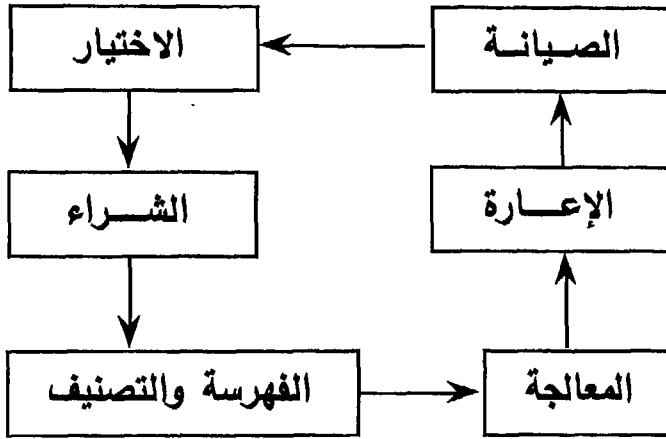 الصيانة
الاختيار
الإعارة
الشراء
المعالجة
الفهرسة والتصنيف